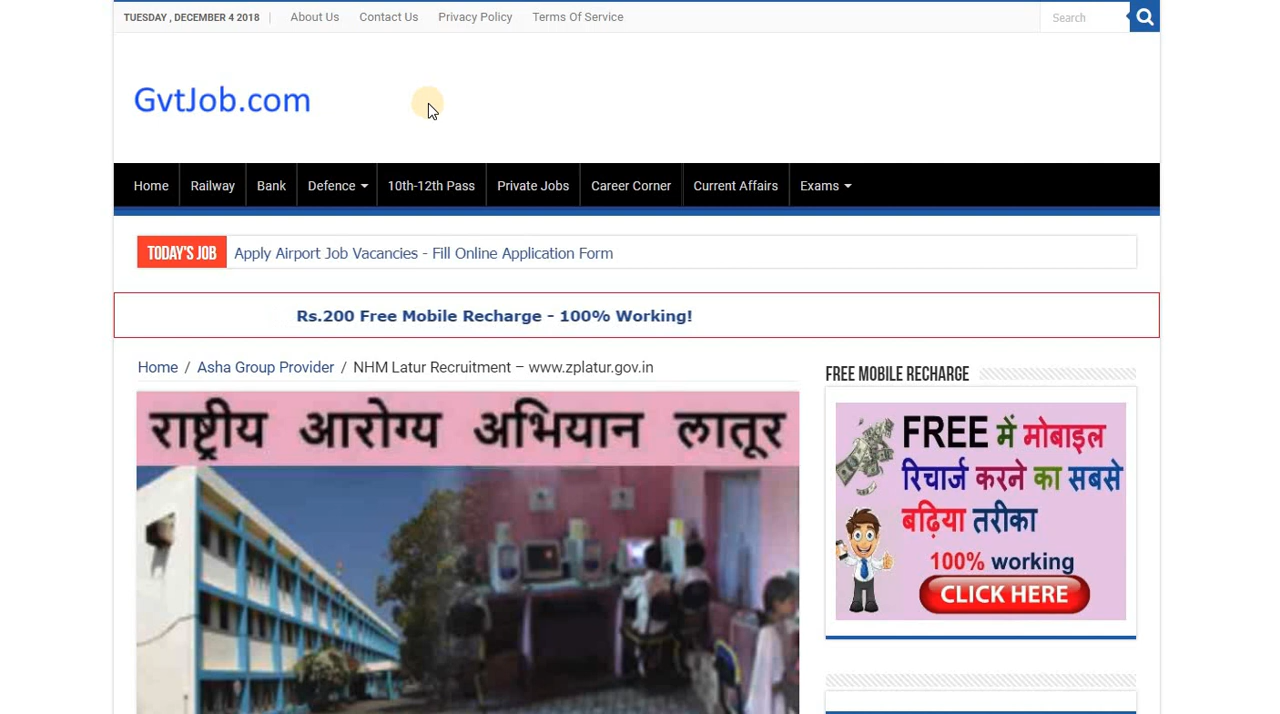 TUESDAY , DECEMBER 4 2018 About Us Contact Us Privacy Policy Terms Of Service Search
GvtJob.com
Home Railway Bank Defence 10th-12th Pass Private Jobs Career Corner Current Affairs Exams
TODAY'S JOB Apply Airport Job Vacancies - Fill Online Application Form
Rs.200 Free Mobile Recharge - 100% Working!
Home / Asha Group Provider / NHM Latur Recruitment – www.zplatur.gov.in
राष्ट्रीय आरोग्य अभियान लातूर
FREE MOBILE RECHARGE
FREE में मोबाइल
रिचार्ज करने का सबसे
बढ़िया तरीका
100% working
CLICK HERE